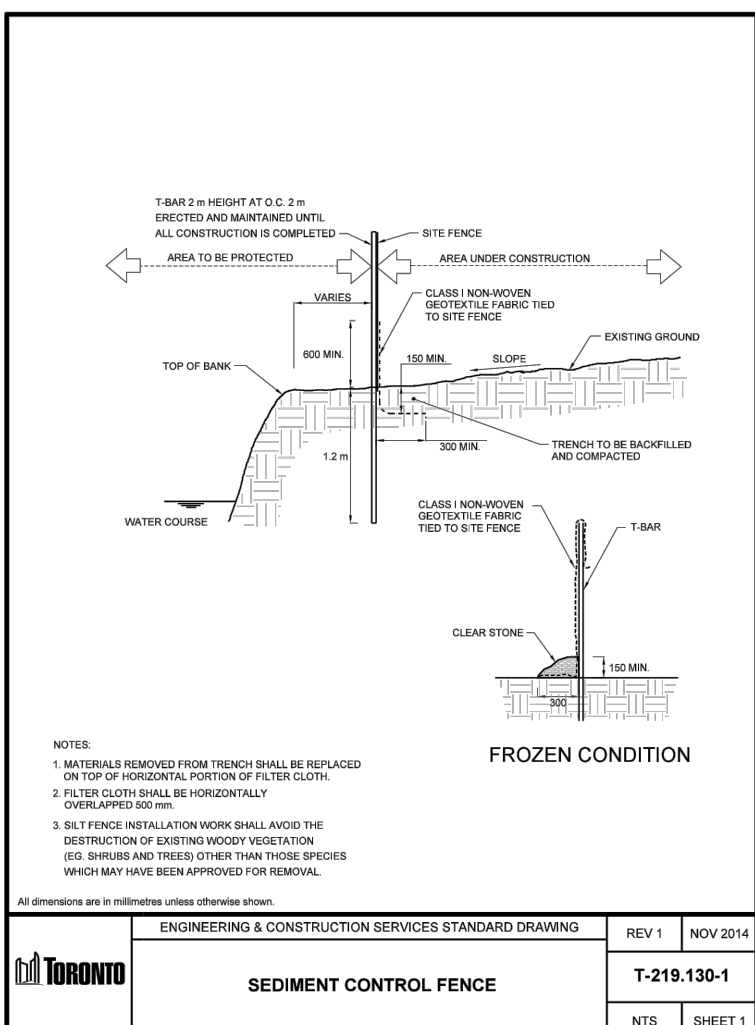 T-BAR 2 m HEIGHT AT O.C. 2 m
ERECTED AND MAINTAINED UNTIL
ALL CONSTRUCTION IS COMPLETED
SITE FENCE
AREA TO BE PROTECTED
AREA UNDER CONSTRUCTION
VARIES
CLASS I NON-WOVEN
GEOTEXTILE FABRIC TIED
TO SITE FENCE
600 MIN.
150 MIN.
SLOPE
EXISTING GROUND
TOP OF BANK
300 MIN.
TRENCH TO BE BACKFILLED
AND COMPACTED
1.2 m
WATER COURSE
CLASS I NON-WOVEN
GEOTEXTILE FABRIC
TIED TO SITE FENCE
T-BAR
CLEAR STONE
150 MIN.
300
FROZEN CONDITION
NOTES:
1. MATERIALS REMOVED FROM TRENCH SHALL BE REPLACED
ON TOP OF HORIZONTAL PORTION OF FILTER CLOTH.
2. FILTER CLOTH SHALL BE HORIZONTALLY
OVERLAPPED 500 mm.
3. SILT FENCE INSTALLATION WORK SHALL AVOID THE
DESTRUCTION OF EXISTING WOODY VEGETATION
(EG. SHRUBS AND TREES) OTHER THAN THOSE SPECIES
WHICH MAY HAVE BEEN APPROVED FOR REMOVAL.
All dimensions are in millimetres unless otherwise shown.
TORONTO
ENGINEERING & CONSTRUCTION SERVICES STANDARD DRAWING
SEDIMENT CONTROL FENCE
REV 1
NOV 2014
T-219.130-1
NTS
SHEET 1